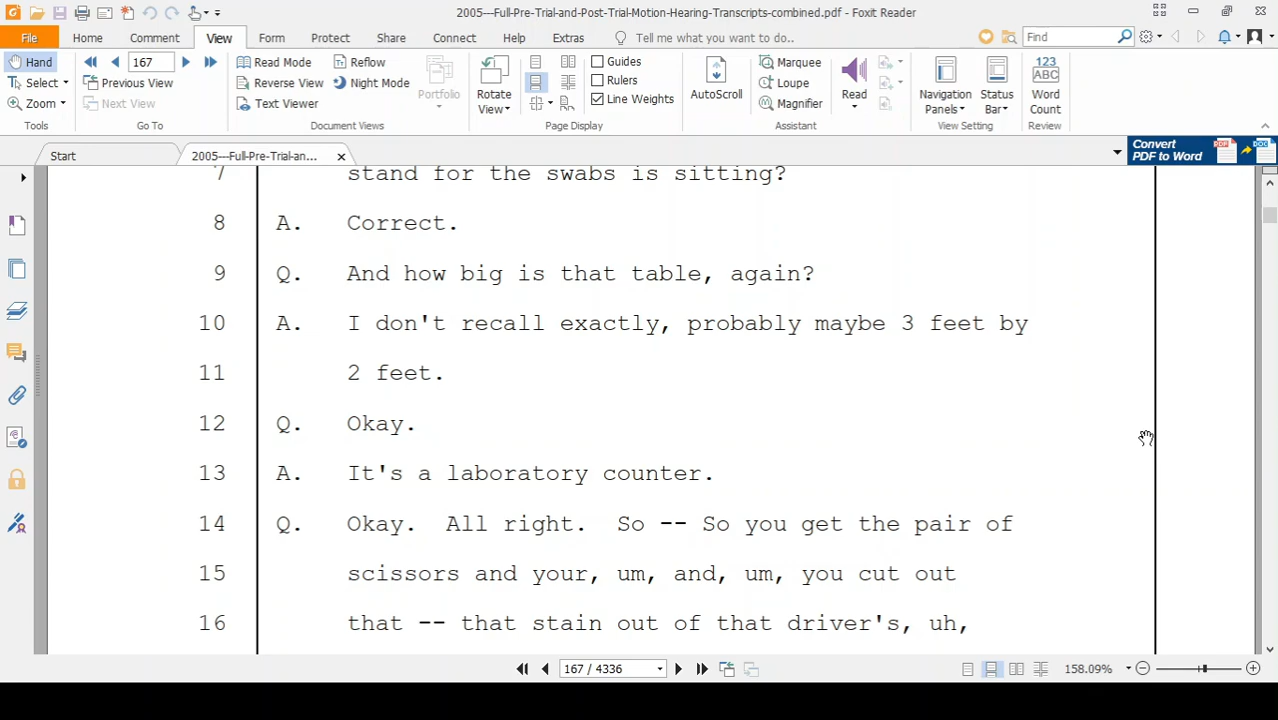 2005---Full-Pre-Trial-and-Post-Trial-Motion-Hearing-Transcripts-combined.pdf - Foxit Reader
File Home Comment View Form Protect Share Connect Help Extras Tell me what you want to do.. Find
Hand 167 Read Mode Reflow Guides Marquee
Select Previous View Reverse View Night Mode Portfolio Rotate View Rulers AutoScroll Loupe Read Navigation Panels Status Bar 123 ABC Word Count
Zoom Next View Text Viewer Line Weights Magnifier
Tools Go To Document Views Page Display Assistant View Setting Review
Start 2005---Full-Pre-Trial-an... Convert PDF to Word
7 stand for the swabs is sitting?
8 A. Correct.
9 Q. And how big is that table, again?
10 A. I don't recall exactly, probably maybe 3 feet by
11 2 feet.
12 Q. Okay.
13 A. It's a laboratory counter.
14 Q. Okay. All right. So -- So you get the pair of
15 scissors and your, um, and, um, you cut out
16 that -- that stain out of that driver's, uh,
167 / 4336 158.09%